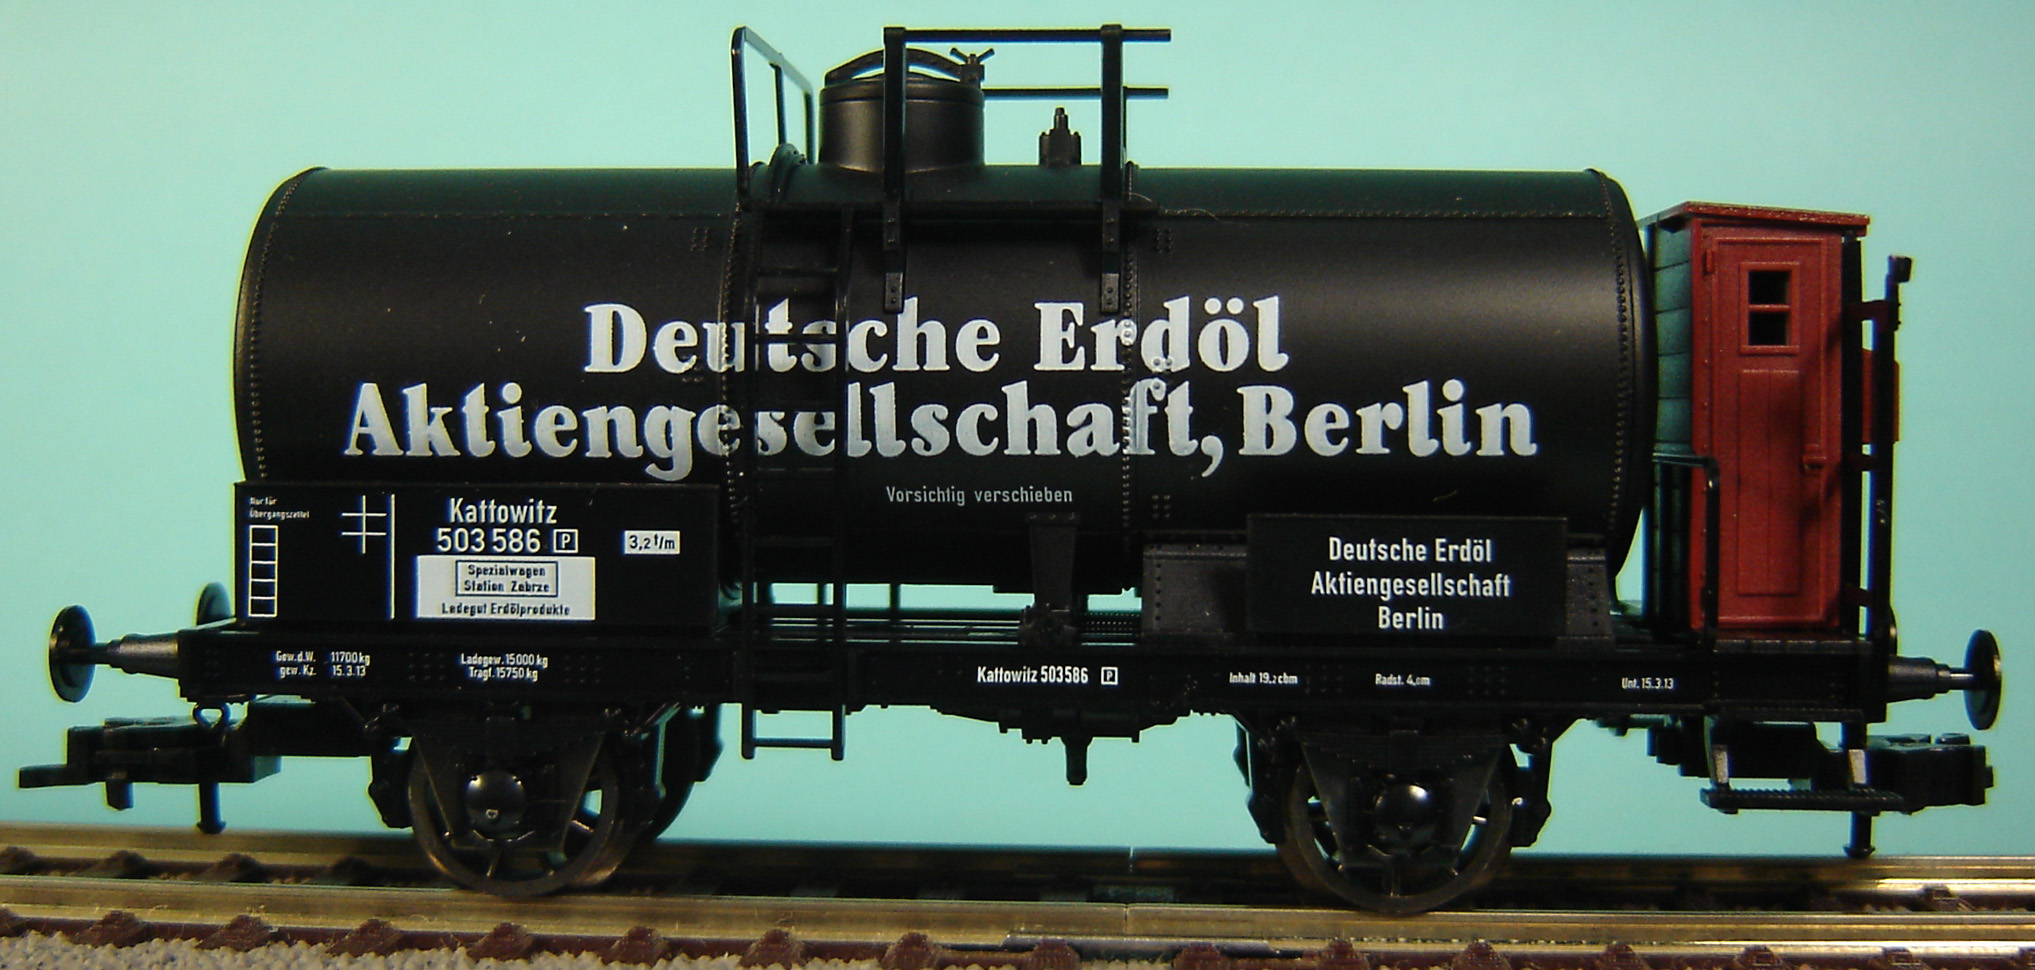 Deutsche Erdöl
Aktiengesellschaft, Berlin
Vorsichtig verschieben
Nur für
Übergangszettel
Kattowitz
503 586 P
3,2 t/m
Spezialwagen
Station Zabrze
Ladegut Erdölprodukte
Deutsche Erdöl
Aktiengesellschaft
Berlin
Gew. d. W. 11700 kg
gew. Kz. 15.3.13
Ladegew. 15000 kg
Tragf. 15750 kg
Kattowitz 503586 P
Inhalt 19,2 cbm
Radst. 4,0m
Unt. 15.3.13